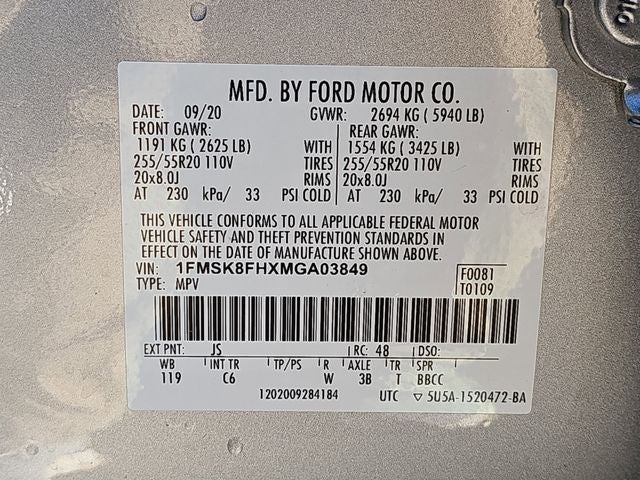 MFD. BY FORD MOTOR CO.
DATE: 09/20 GVWR: 2694 KG ( 5940 LB)
FRONT GAWR: REAR GAWR:
1191 KG ( 2625 LB) WITH 1554 KG ( 3425 LB) WITH
255/55R20 110V TIRES 255/55R20 110V TIRES
20x8.0J RIMS 20x8.0J RIMS
AT 230 kPa/ 33 PSI COLD AT 230 kPa/ 33 PSI COLD
THIS VEHICLE CONFORMS TO ALL APPLICABLE FEDERAL MOTOR
VEHICLE SAFETY AND THEFT PREVENTION STANDARDS IN
EFFECT ON THE DATE OF MANUFACTURE SHOWN ABOVE.
VIN: 1FMSK8FHXMGA03849 F0081
TYPE: MPV T0109
EXT PNT: JS RC: 48 DSO:
WB INT TR TP/PS R AXLE TR SPR
119 C6 W 3B T BBCC
1202009284184 UTC ▽ 5U5A-1520472-BA